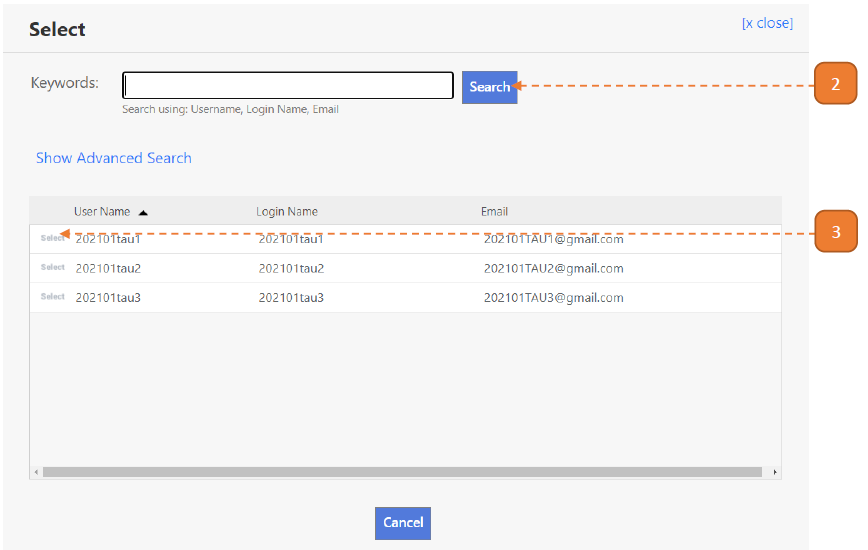 Select
[x close]
Keywords:
Search
2
Search using: Username, Login Name, Email
Show Advanced Search
User Name Login Name Email
3
Select 202101tau1 202101tau1 202101TAU1@gmail.com
Select 202101tau2 202101tau2 202101TAU2@gmail.com
Select 202101tau3 202101tau3 202101TAU3@gmail.com
Cancel